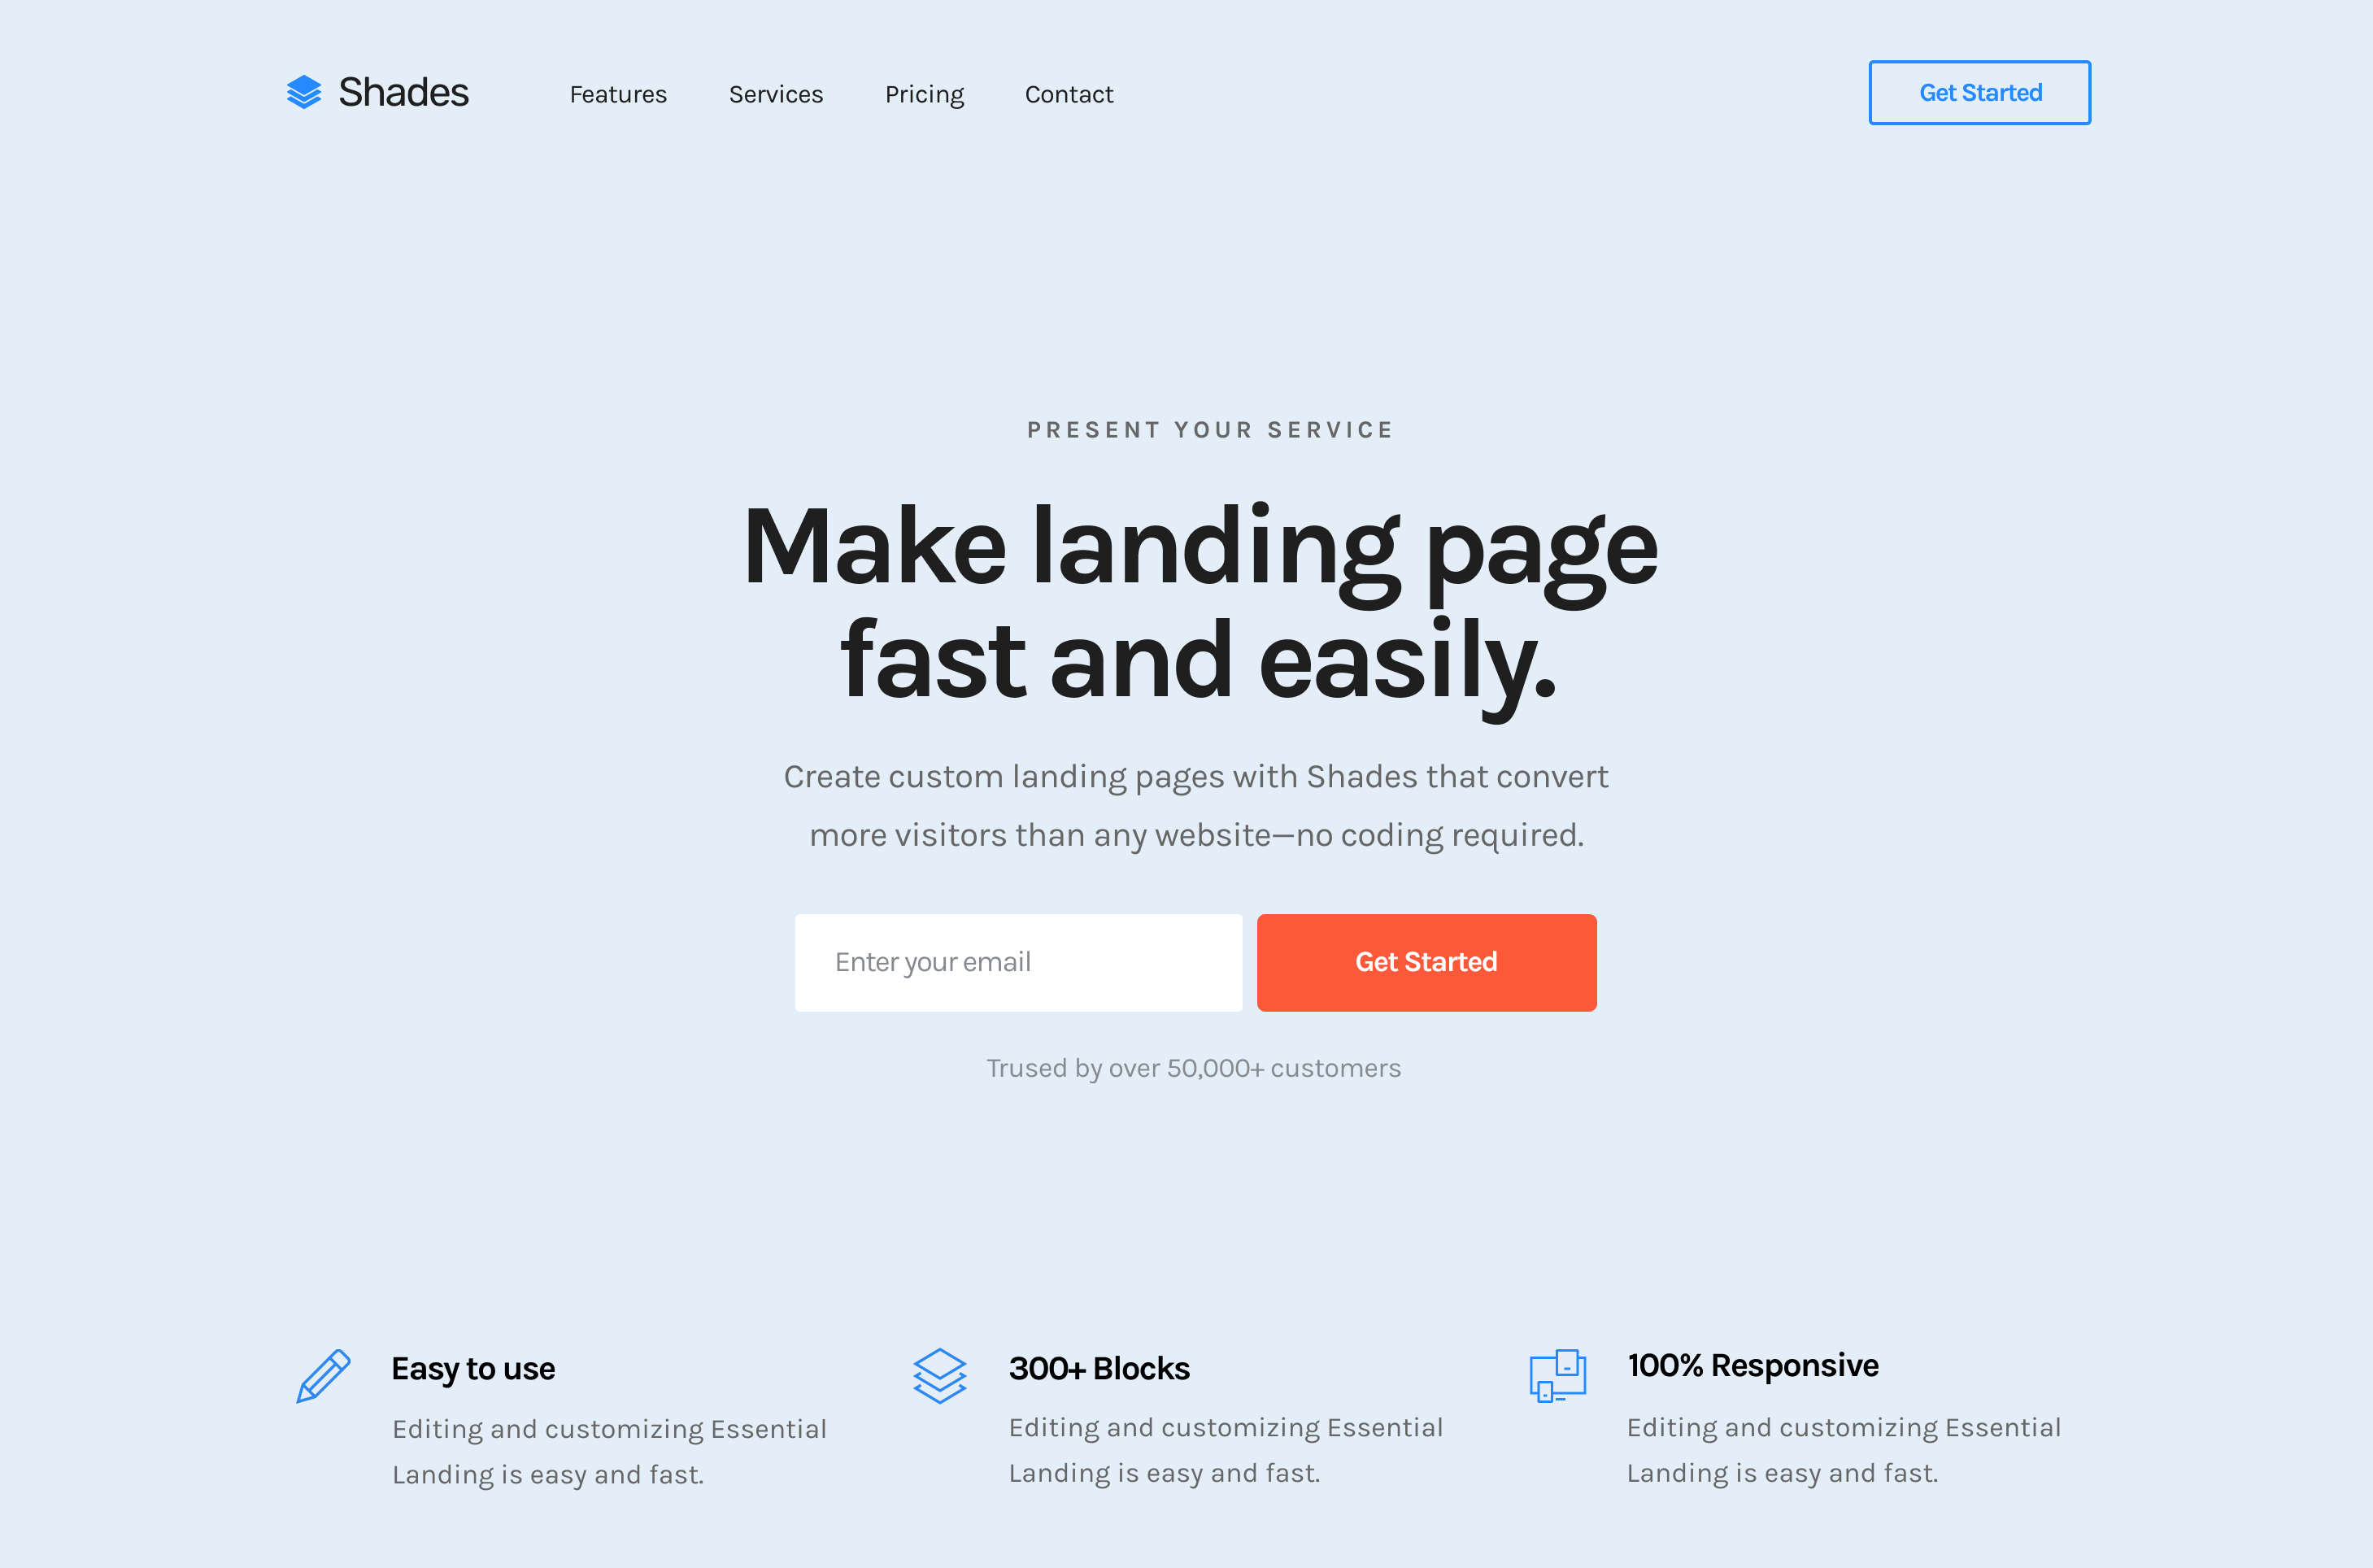 Shades
Features
Services
Pricing
Contact
Get Started
PRESENT YOUR SERVICE
Make landing page
fast and easily.
Create custom landing pages with Shades that convert
more visitors than any website—no coding required.
Enter your email
Get Started
Trused by over 50,000+ customers
Easy to use
Editing and customizing Essential
Landing is easy and fast.
300+ Blocks
Editing and customizing Essential
Landing is easy and fast.
100% Responsive
Editing and customizing Essential
Landing is easy and fast.